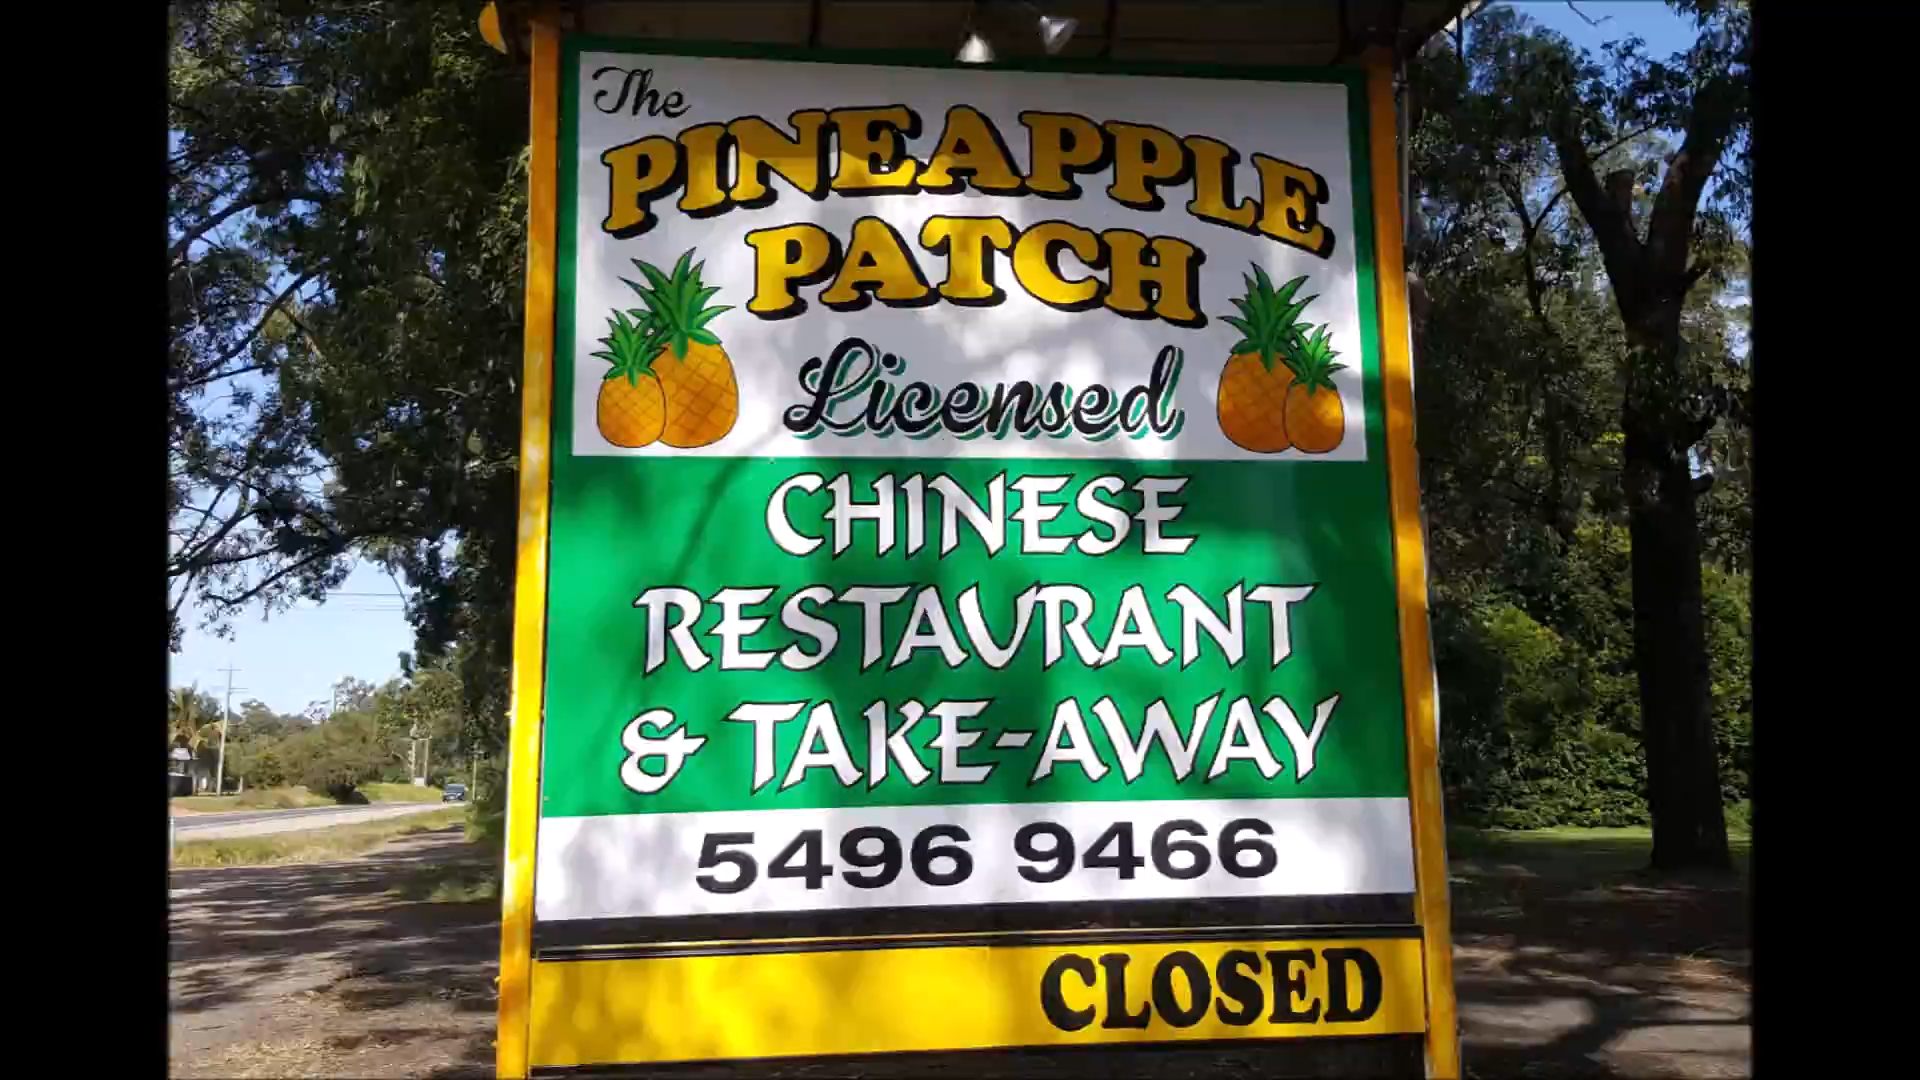 The
PINEAPPLE
PATCH
Licensed
CHINESE
RESTAURANT
& TAKE-AWAY
5496 9466
CLOSED